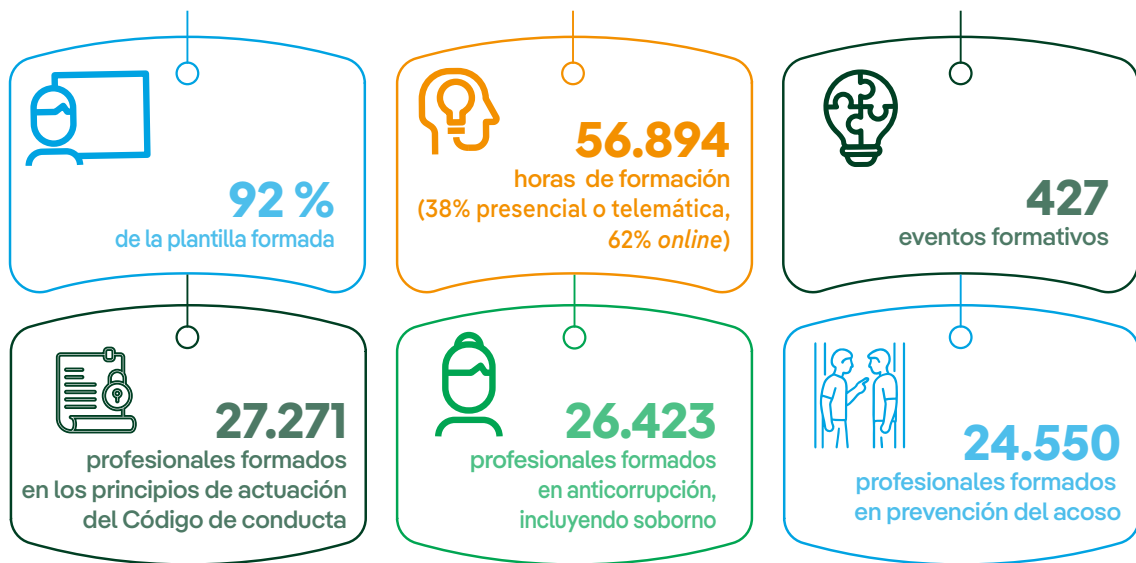 92 %
de la plantilla formada
56.894
horas de formación
(38% presencial o telemática,
62% online)
427
eventos formativos
27.271
profesionales formados
en los principios de actuación
del Código de conducta
26.423
profesionales formados
en anticorrupción,
incluyendo soborno
24.550
profesionales formados
en prevención del acoso